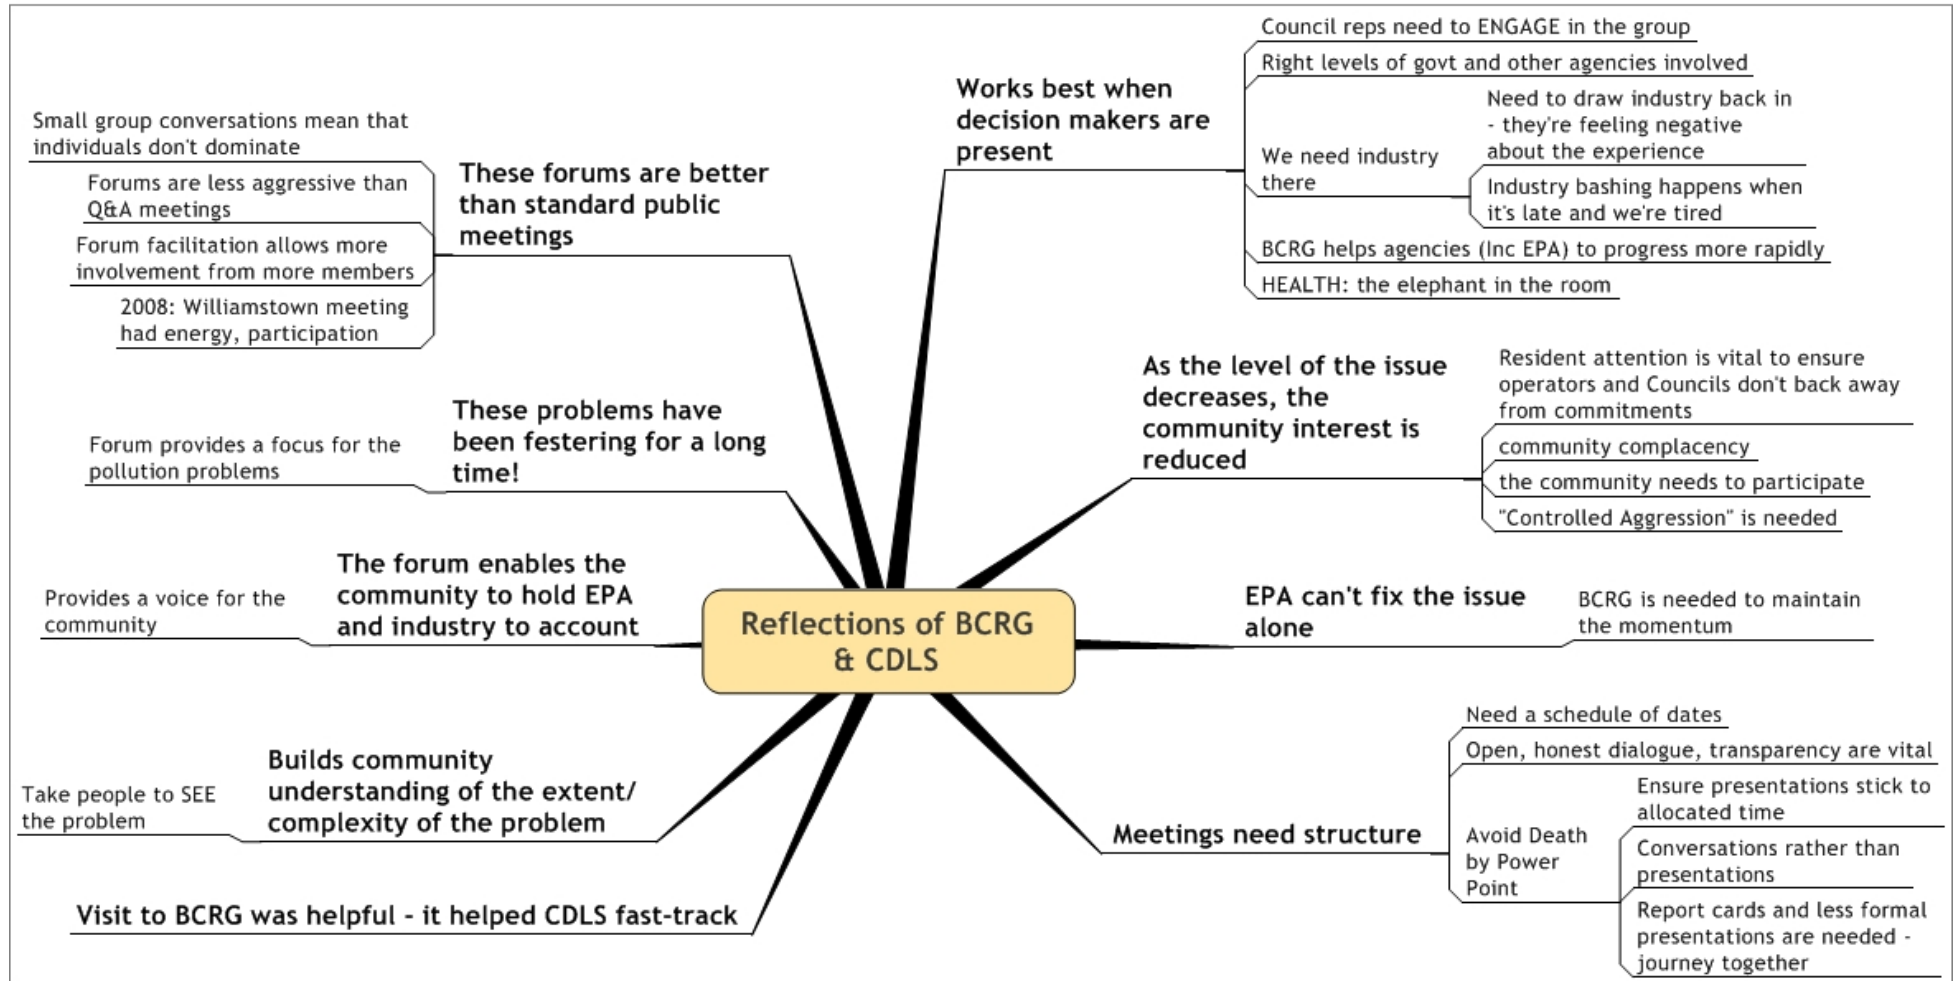 Reflections of BCRG
& CDLS
Works best when
decision makers are
present
Council reps need to ENGAGE in the group
Right levels of govt and other agencies involved
We need industry
there
Need to draw industry back in
- they're feeling negative
about the experience
Industry bashing happens when
it's late and we're tired
BCRG helps agencies (Inc EPA) to progress more rapidly
HEALTH: the elephant in the room
As the level of the issue
decreases, the
community interest is
reduced
Resident attention is vital to ensure
operators and Councils don't back away
from commitments
community complacency
the community needs to participate
"Controlled Aggression" is needed
EPA can't fix the issue
alone
BCRG is needed to maintain
the momentum
Meetings need structure
Need a schedule of dates
Open, honest dialogue, transparency are vital
Avoid Death
by Power
Point
Ensure presentations stick to
allocated time
Conversations rather than
presentations
Report cards and less formal
presentations are needed -
journey together
These forums are better
than standard public
meetings
Small group conversations mean that
individuals don't dominate
Forums are less aggressive than
Q&A meetings
Forum facilitation allows more
involvement from more members
2008: Williamstown meeting
had energy, participation
These problems have
been festering for a long
time!
Forum provides a focus for the
pollution problems
The forum enables the
community to hold EPA
and industry to account
Provides a voice for the
community
Builds community
understanding of the extent/
complexity of the problem
Take people to SEE
the problem
Visit to BCRG was helpful - it helped CDLS fast-track